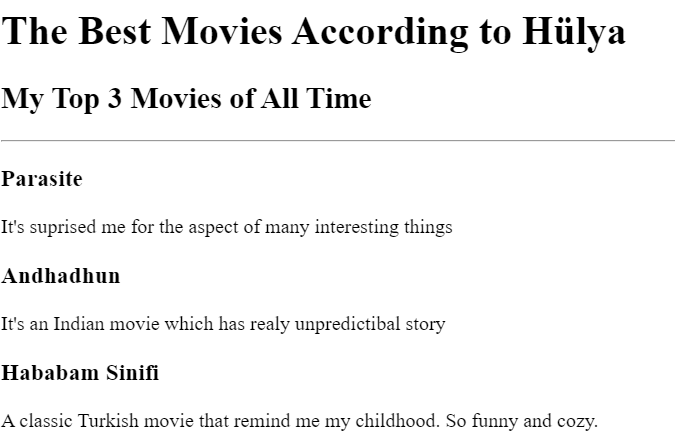 The Best Movies According to Hülya
My Top 3 Movies of All Time
Parasite
It's suprised me for the aspect of many interesting things
Andhadhun
It's an Indian movie which has realy unpredictibal story
Hababam Sinifi
A classic Turkish movie that remind me my childhood. So funny and cozy.